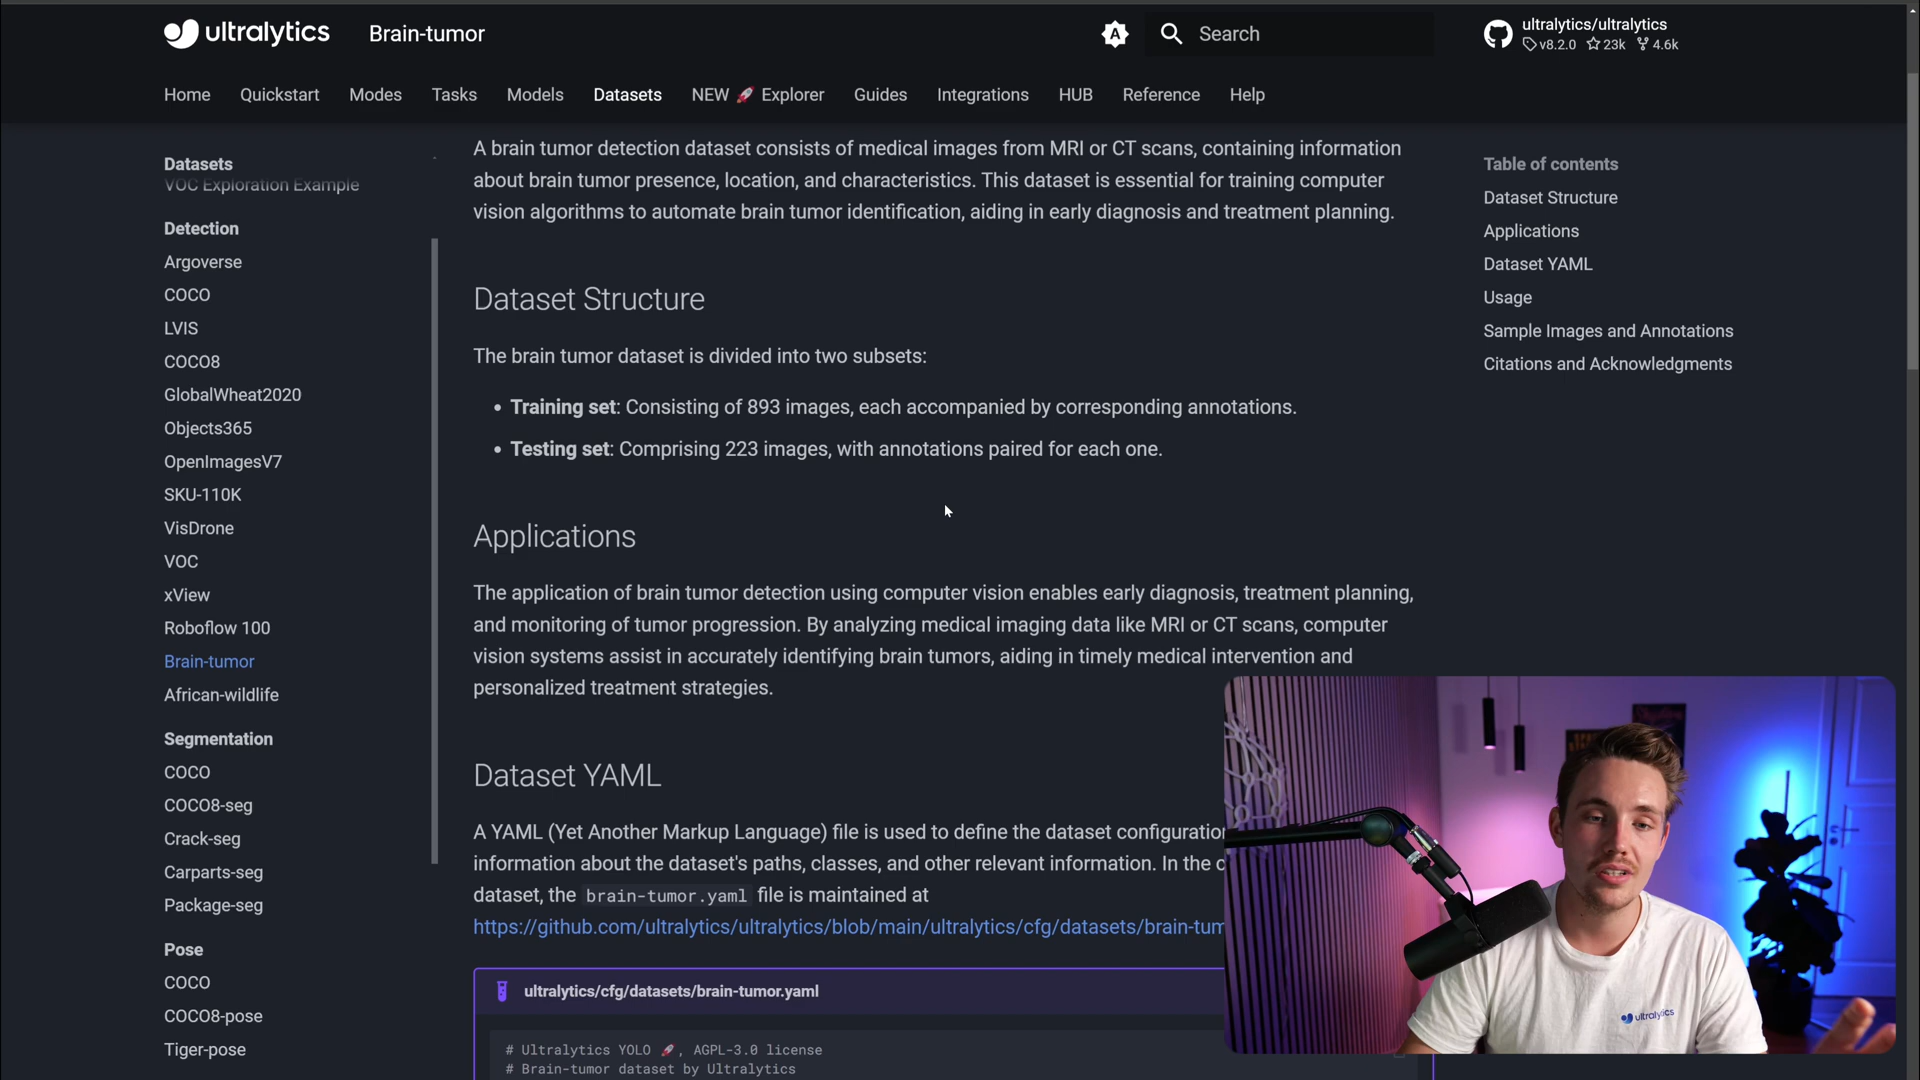 ultralytics
Brain-tumor
A
Search
ultralytics/ultralytics
v8.2.0 23k 4.6k
Home Quickstart Modes Tasks Models Datasets NEW 🚀 Explorer Guides Integrations HUB Reference Help
Datasets
VOC Exploration Example
Detection
Argoverse
COCO
LVIS
COCO8
GlobalWheat2020
Objects365
OpenImagesV7
SKU-110K
VisDrone
VOC
xView
Roboflow 100
Brain-tumor
African-wildlife
Segmentation
COCO
COCO8-seg
Crack-seg
Carparts-seg
Package-seg
Pose
COCO
COCO8-pose
Tiger-pose
A brain tumor detection dataset consists of medical images from MRI or CT scans, containing information
about brain tumor presence, location, and characteristics. This dataset is essential for training computer
vision algorithms to automate brain tumor identification, aiding in early diagnosis and treatment planning.
Dataset Structure
The brain tumor dataset is divided into two subsets:
• Training set: Consisting of 893 images, each accompanied by corresponding annotations.
• Testing set: Comprising 223 images, with annotations paired for each one.
Applications
The application of brain tumor detection using computer vision enables early diagnosis, treatment planning,
and monitoring of tumor progression. By analyzing medical imaging data like MRI or CT scans, computer
vision systems assist in accurately identifying brain tumors, aiding in timely medical intervention and
personalized treatment strategies.
Dataset YAML
A YAML (Yet Another Markup Language) file is used to define the dataset configuration
information about the dataset's paths, classes, and other relevant information. In the c
dataset, the brain-tumor.yaml file is maintained at
https://github.com/ultralytics/ultralytics/blob/main/ultralytics/cfg/datasets/brain-tum
ultralytics/cfg/datasets/brain-tumor.yaml
# Ultralytics YOLO 🚀, AGPL-3.0 license
# Brain-tumor dataset by Ultralytics
Table of contents
Dataset Structure
Applications
Dataset YAML
Usage
Sample Images and Annotations
Citations and Acknowledgments
ultralytics